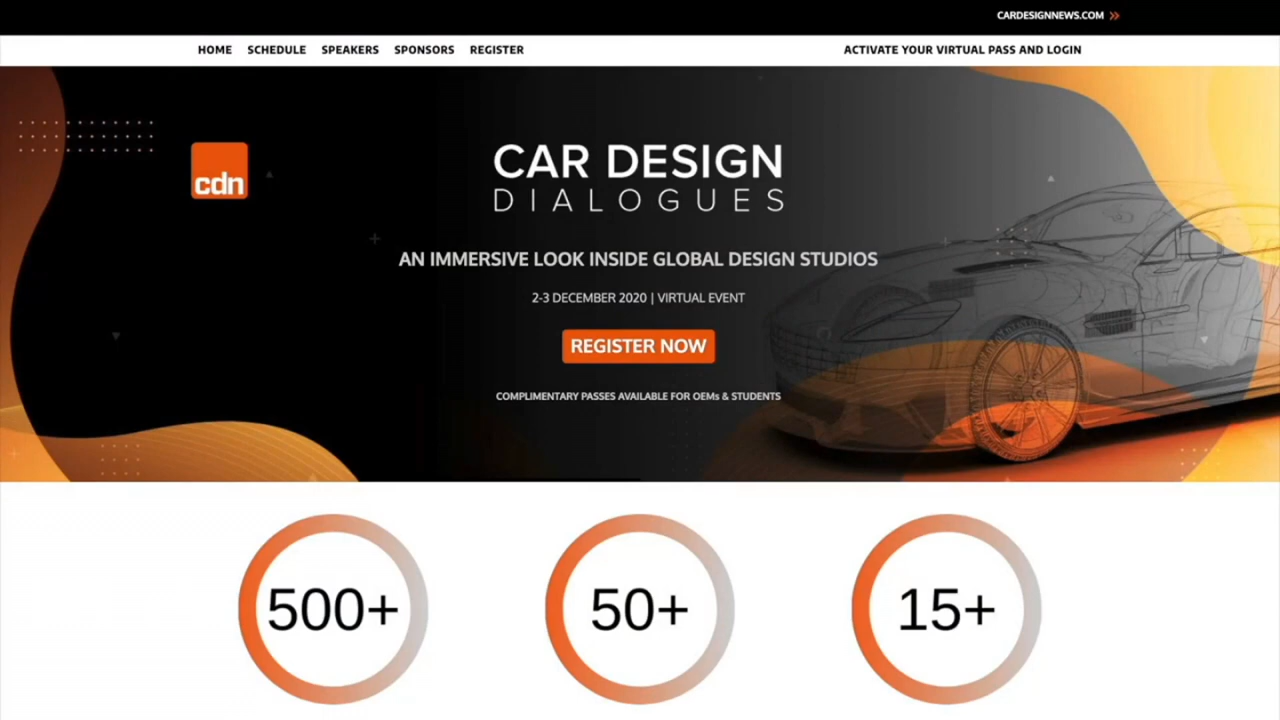 CARDESIGNNEWS.COM
HOME SCHEDULE SPEAKERS SPONSORS REGISTER ACTIVATE YOUR VIRTUAL PASS AND LOGIN
cdn
CAR DESIGN
DIALOGUES
AN IMMERSIVE LOOK INSIDE GLOBAL DESIGN STUDIOS
2-3 DECEMBER 2020 | VIRTUAL EVENT
REGISTER NOW
COMPLIMENTARY PASSES AVAILABLE FOR OEMs & STUDENTS
500+ 50+ 15+